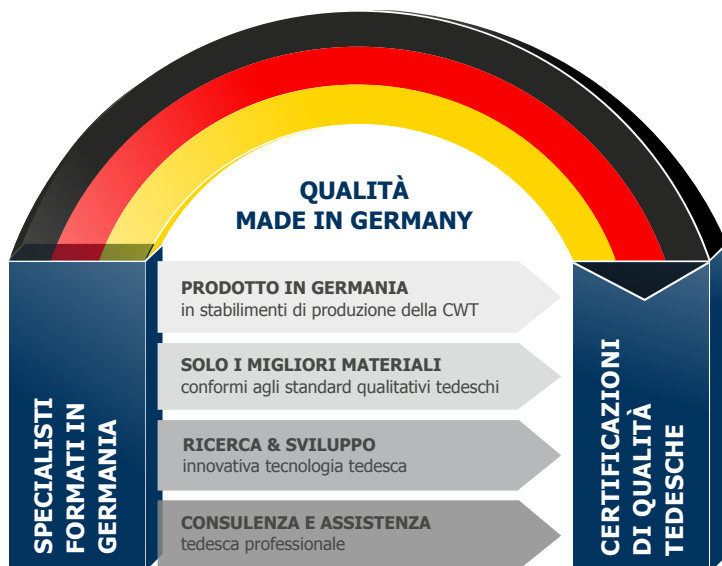 QUALITÀ
MADE IN GERMANY
PRODOTTO IN GERMANIA
in stabilimenti di produzione della CWT
SOLO I MIGLIORI MATERIALI
conformi agli standard qualitativi tedeschi
RICERCA & SVILUPPO
innovativa tecnologia tedesca
CONSULENZA E ASSISTENZA
tedesca professionale
SPECIALISTI
FORMATI IN
GERMANIA
CERTIFICAZIONI
DI QUALITÀ
TEDESCHE